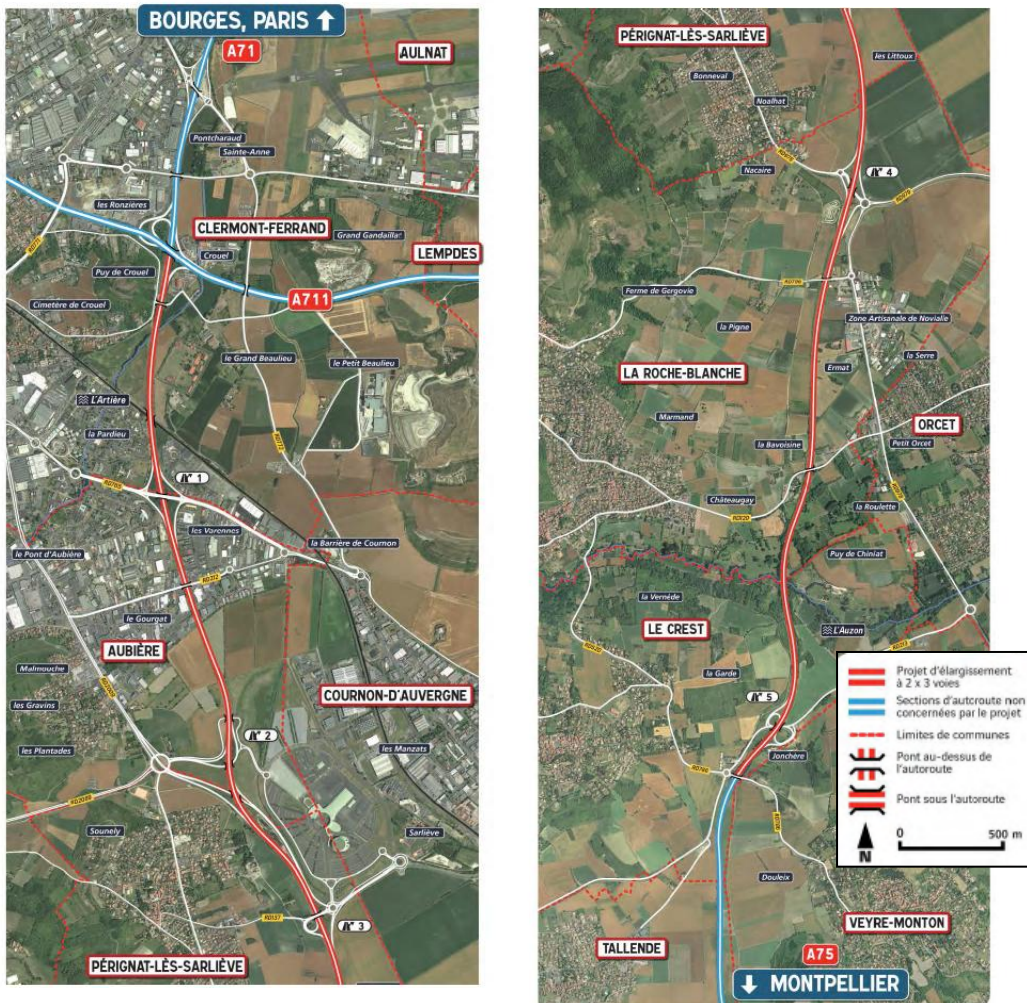 BOURGES, PARIS ↑
A71
AULNAT
Pontcharaud
Sainte-Anne
les Ronzières
CLERMONT-FERRAND
Grand Gandaillat
LEMPDES
Crouel
Puy de Crouel
A711
Cimetère de Crouel
le Grand Beaulieu
le Petit Beaulieu
L'Artière
la Pardieu
RD765
1
les Varennes
la Barrière de Cournon
le Pont d'Aubière
RD212
le Gourgat
AUBIÈRE
Malmouche
COURNON-D'AUVERGNE
les Gravins
2
les Manzats
les Plantades
RD2089
Sounely
Sarliève
RD137
3
PÉRIGNAT-LÈS-SARLIÈVE
PÉRIGNAT-LÈS-SARLIÈVE
les Littoux
Bonneval
Noalhat
Nacaire
4
Ferme de Gergovie
Zone Artisanale de Novialle
la Pigne
la Serre
Ermat
LA ROCHE-BLANCHE
Marmand
ORCET
la Bavoisine
Petit Orcet
Châteaugay
la Roulette
RD120
Puy de Chiniat
la Vernède
L'Auzon
LE CREST
la Garde
5
Jonchère
Douleix
VEYRE-MONTON
TALLENDE
A75
↓ MONTPELLIER
Projet d'élargissement
à 2 x 3 voies
Sections d'autoroute non
concernées par le projet
Limites de communes
Pont au-dessus de
l'autoroute
Pont sous l'autoroute
N
0 500 m